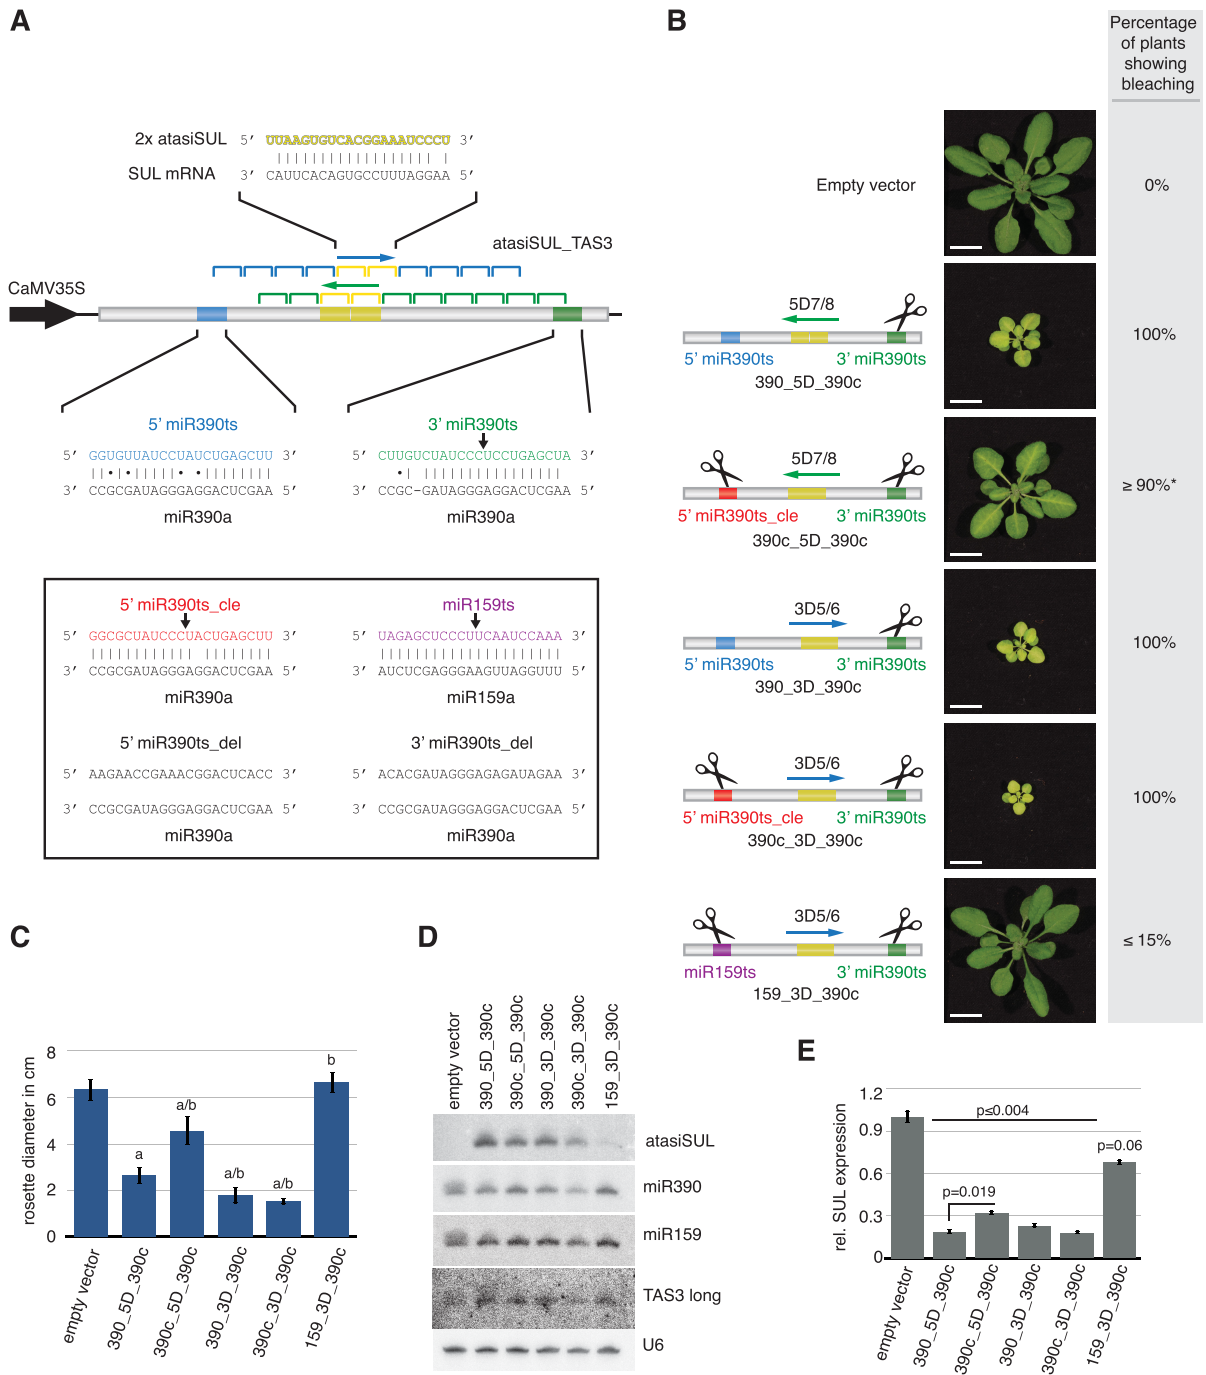 A
2x atasiSUL 5′ UUAAGUGUCACGGAAAUCCCU 3′
SUL mRNA 3′ CAUUCACAGUGCCUUUAGGAA 5′
atasiSUL_TAS3
CaMV35S
5’ miR390ts
5′ GGUGUUAUCCUAUCUGAGCUU 3′
3′ CCGCGAUAGGGAGGACUCGAA 5′
miR390a
3’ miR390ts
5′ CUUGUCUAUCCCUCCUGAGCUA 3′
3′ CCGC-GAUAGGGAGGACUCGAA 5′
miR390a
5’ miR390ts_cle
5′ GGCGCUAUCCCUACUGAGCUU 3′
3′ CCGCGAUAGGGAGGACUCGAA 5′
miR390a
miR159ts
5′ UAGAGCUCCCUUCAAUCCAAA 3′
3′ AUCUCGAGGGAAGUUAGGUUU 5′
miR159a
5’ miR390ts_del
5′ AAGAACCGAAACGGACUCACC 3′
3′ CCGCGAUAGGGAGGACUCGAA 5′
miR390a
3’ miR390ts_del
5′ ACACGAUAGGGAGAGAUAGAA 3′
3′ CCGCGAUAGGGAGGACUCGAA 5′
miR390a
B
Percentage
of plants
showing
bleaching
Empty vector
0%
5D7/8
5’ miR390ts 3’ miR390ts
390_5D_390c
100%
5D7/8
5’ miR390ts_cle 3’ miR390ts
390c_5D_390c
≥ 90%*
3D5/6
5’ miR390ts 3’ miR390ts
390_3D_390c
100%
3D5/6
5’ miR390ts_cle 3’ miR390ts
390c_3D_390c
100%
3D5/6
miR159ts 3’ miR390ts
159_3D_390c
≤ 15%
C
rosette diameter in cm
8
6
4
2
0
a
a/b
a/b
a/b
b
empty vector
390_5D_390c
390c_5D_390c
390_3D_390c
390c_3D_390c
159_3D_390c
D
empty vector
390_5D_390c
390c_5D_390c
390_3D_390c
390c_3D_390c
159_3D_390c
atasiSUL
miR390
miR159
TAS3 long
U6
E
rel. SUL expression
1.2
0.9
0.6
0.3
0
p≤0.004
p=0.019
p=0.06
empty vector
390_5D_390c
390c_5D_390c
390_3D_390c
390c_3D_390c
159_3D_390c